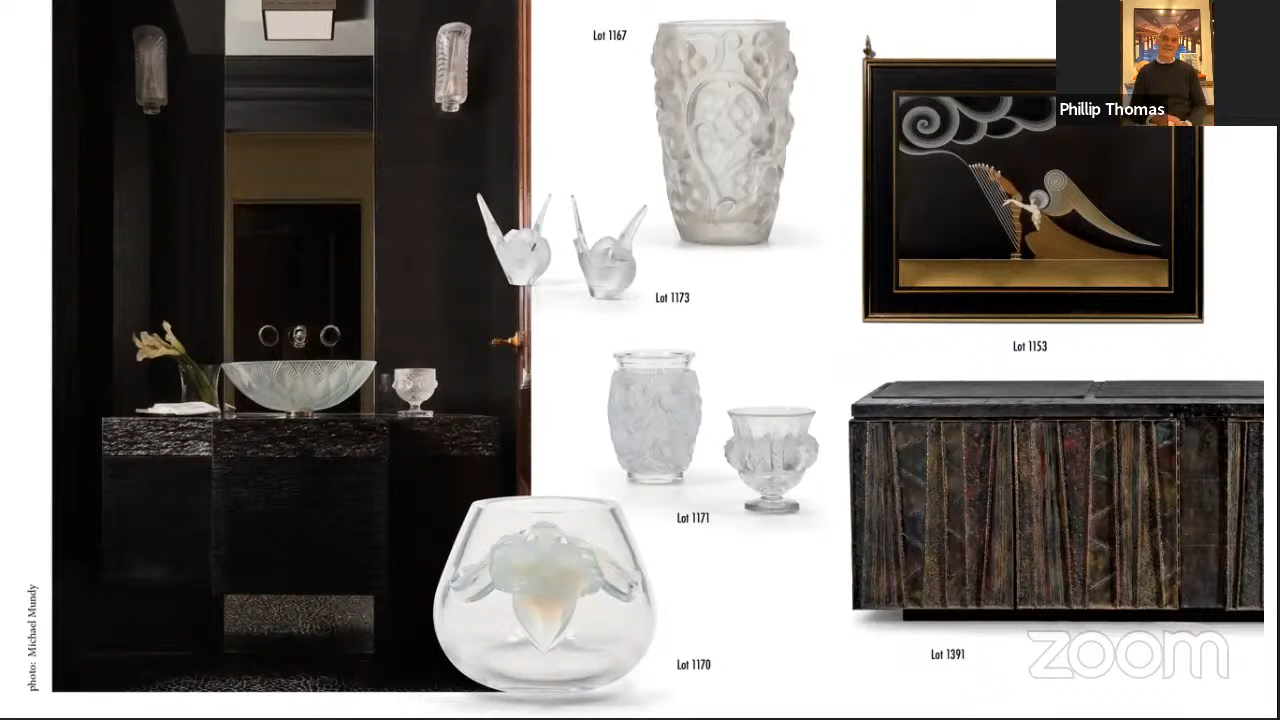 Lot 1167
Phillip Thomas
Lot 1173
Lot 1153
Lot 1171
Lot 1391
Lot 1170
photo: Michael Mundy
zoom